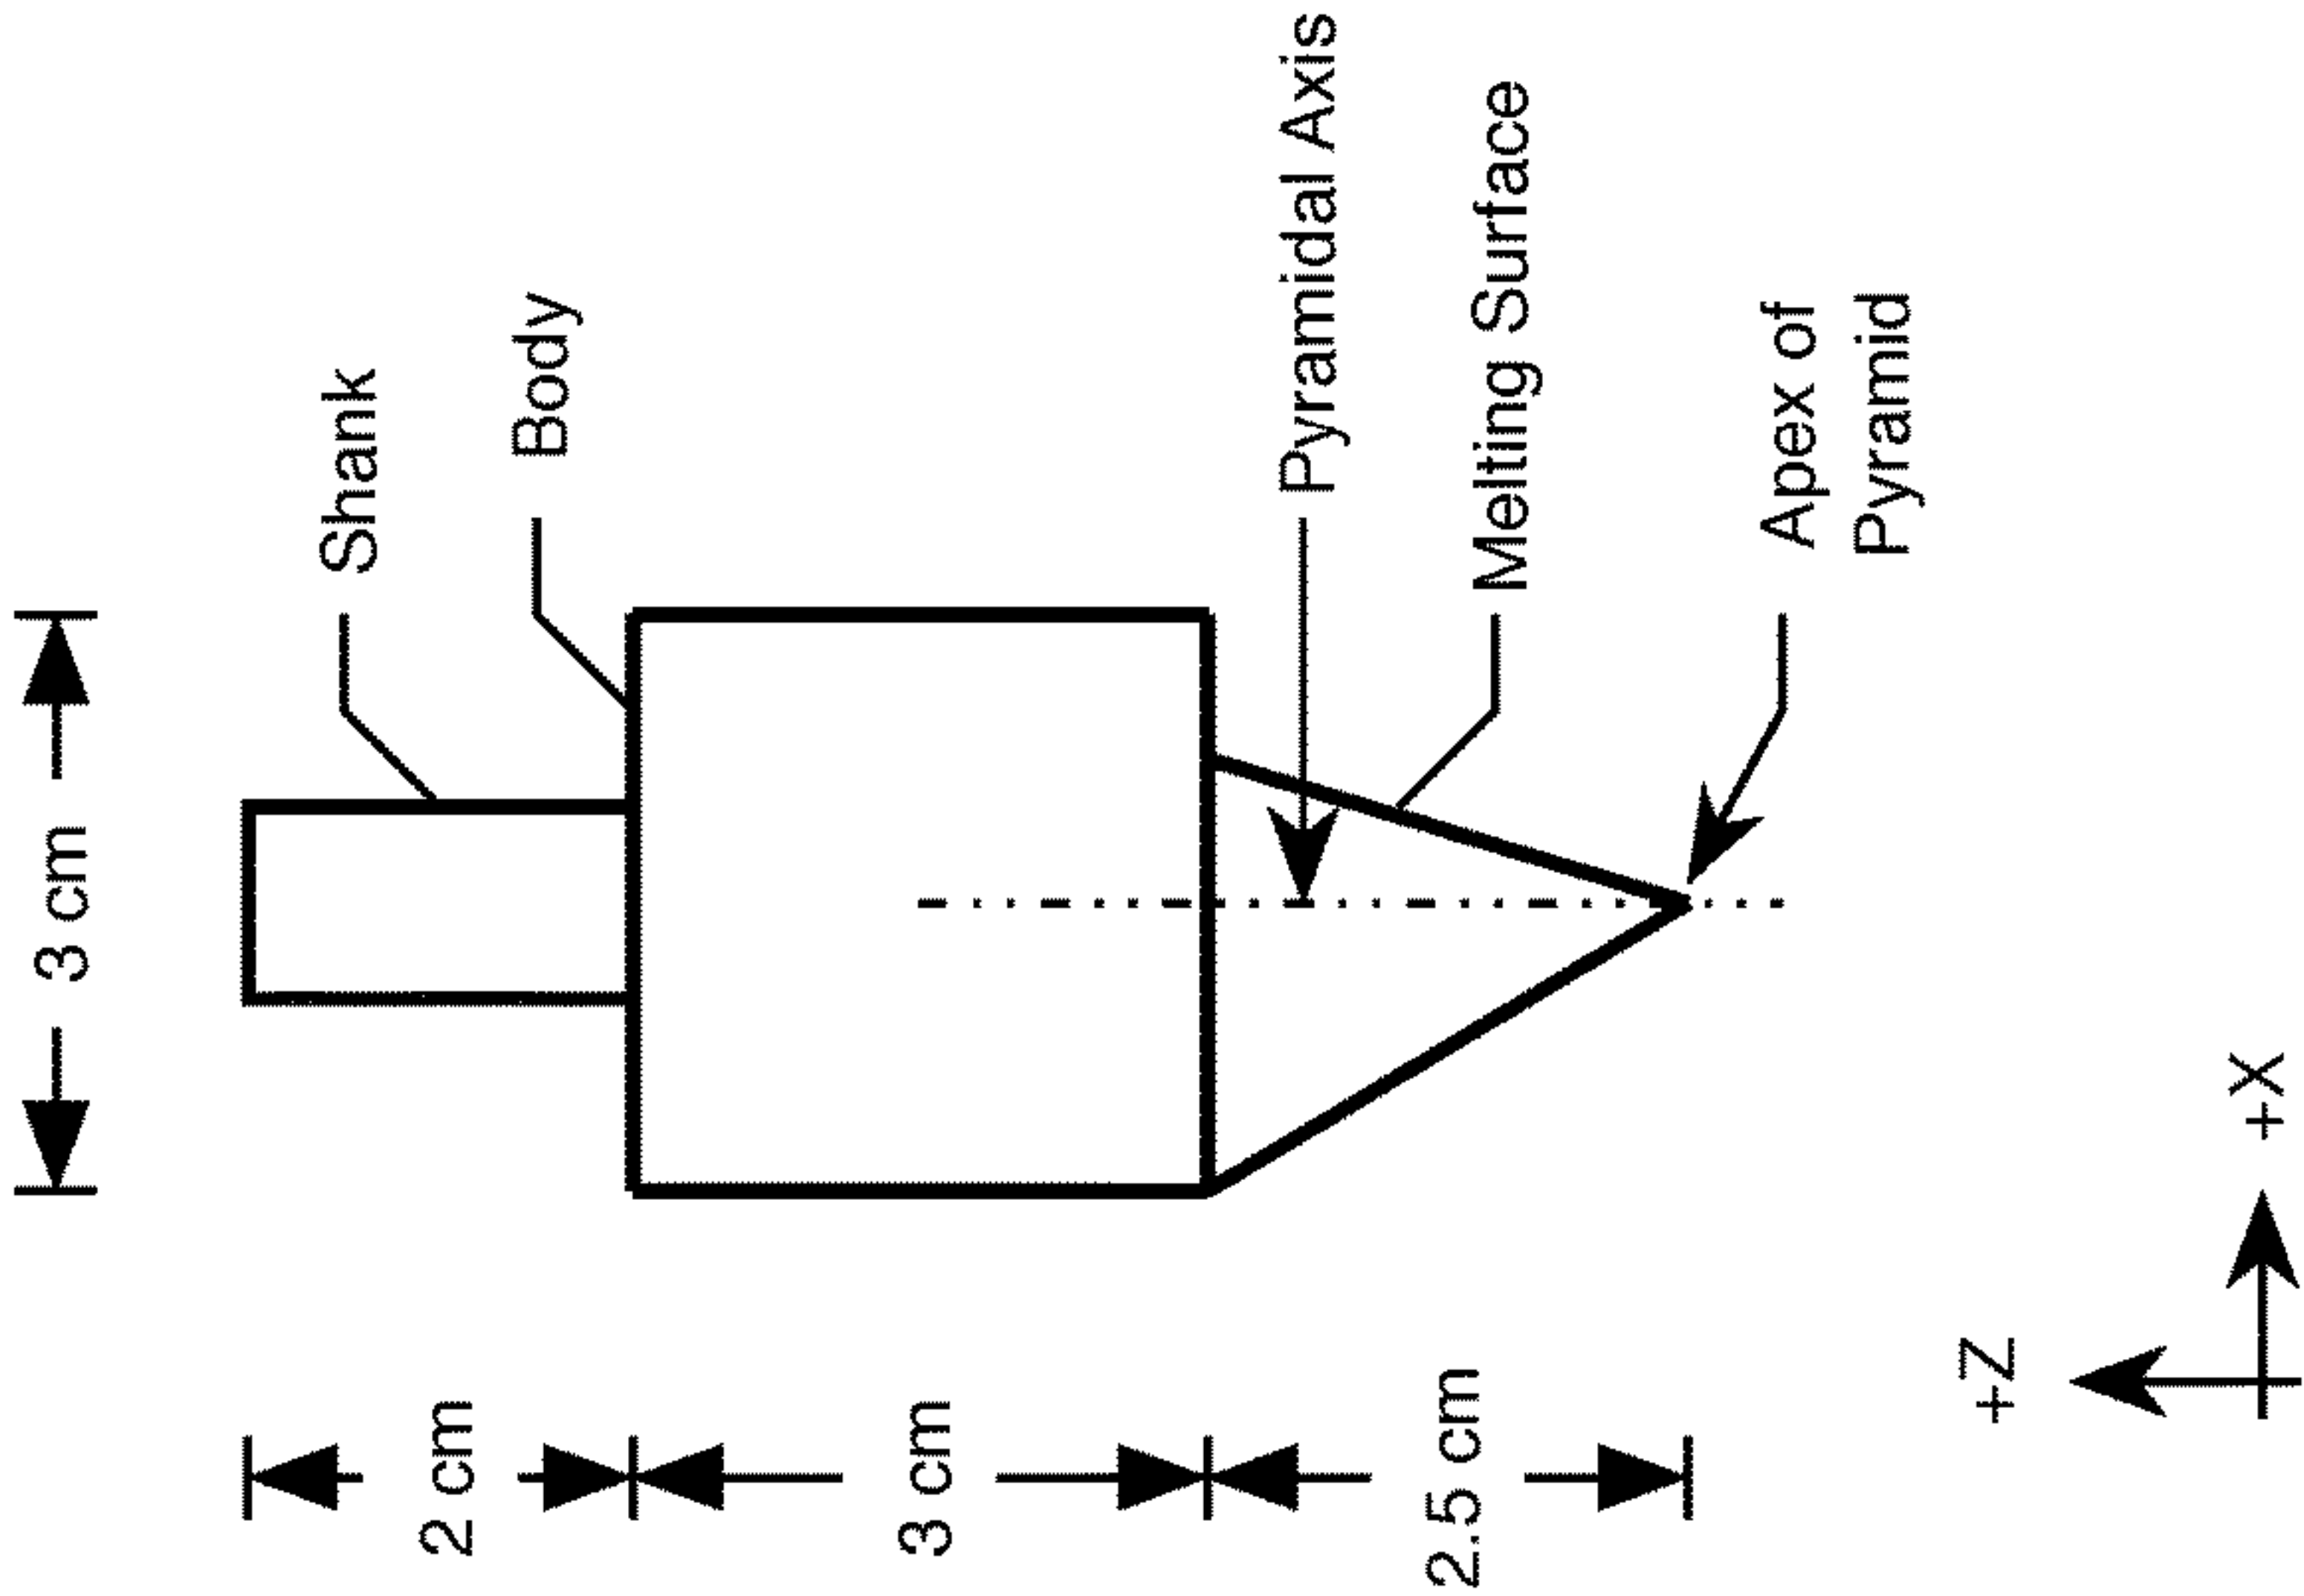 3 cm
Shank
Body
Pyramidal Axis
Melting Surface
Apex of
Pyramid
2 cm
3 cm
2.5 cm
+Z
+X